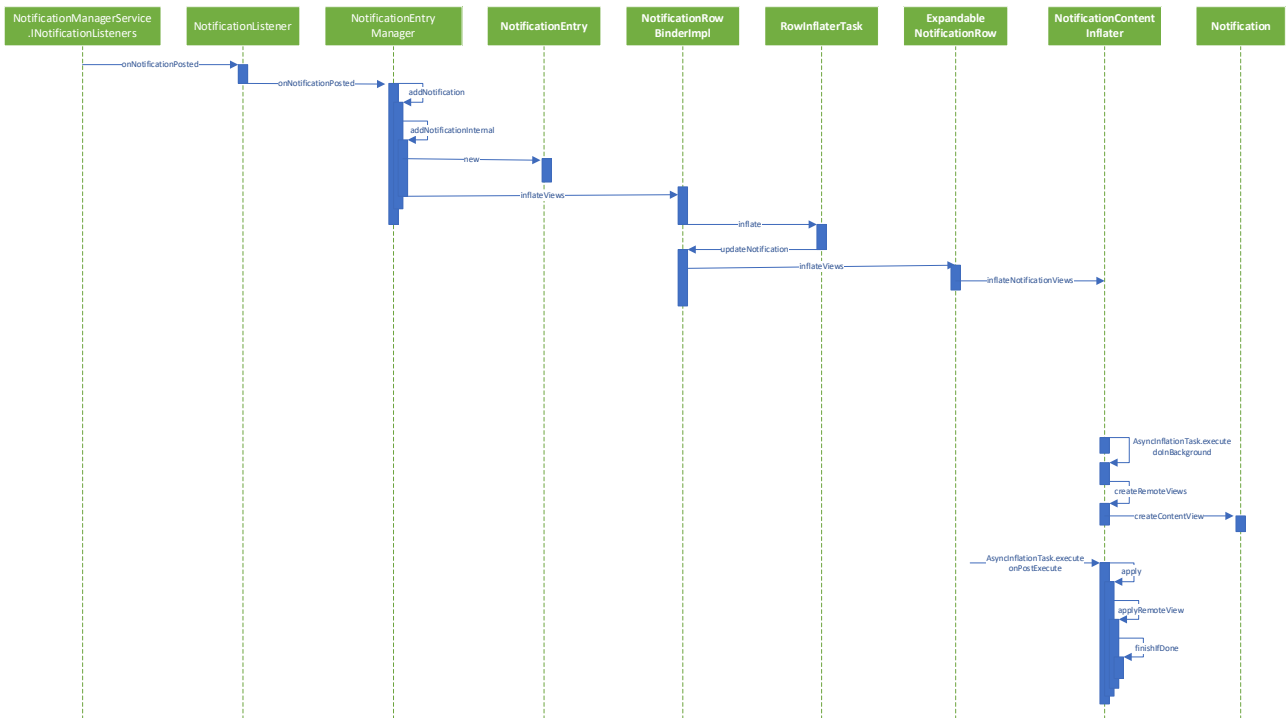 NotificationManagerService
.INotificationListeners
NotificationListener
NotificationEntry
Manager
NotificationEntry
NotificationRow
BinderImpl
RowInflaterTask
Expandable
NotificationRow
NotificationContent
Inflater
Notification
onNotificationPosted
onNotificationPosted
addNotification
addNotificationInternal
new
inflateViews
inflate
updateNotification
inflateViews
inflateNotificationViews
AsyncInflationTask.execute
doInBackground
createRemoteViews
createContentView
AsyncInflationTask.execute
onPostExecute
apply
applyRemoteView
finishIfDone